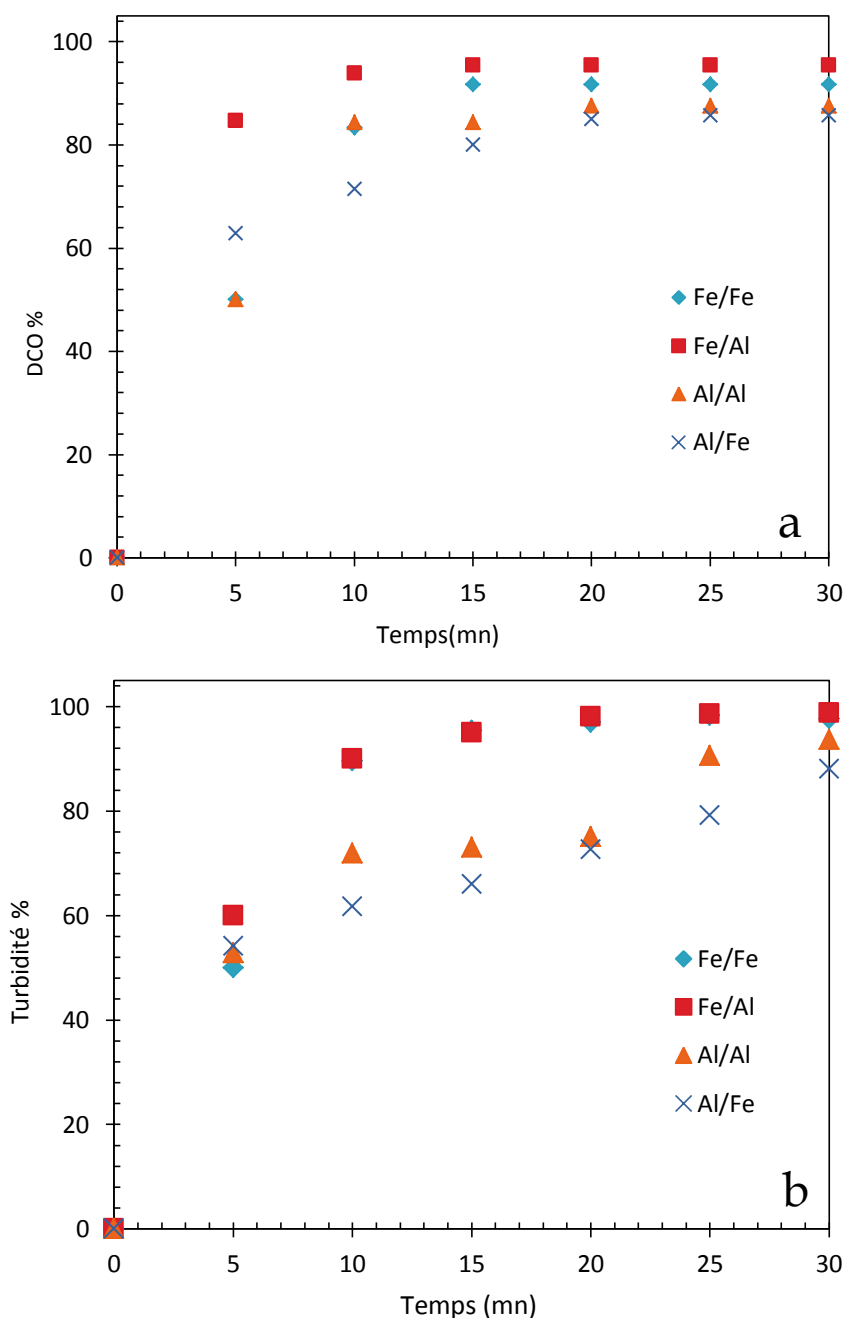 100
80
60
40
20
0
DCO %
Fe/Fe
Fe/Al
Al/Al
Al/Fe
a
0 5 10 15 20 25 30
Temps(mn)
100
80
60
40
20
0
Turbidité %
Fe/Fe
Fe/Al
Al/Al
Al/Fe
b
0 5 10 15 20 25 30
Temps (mn)